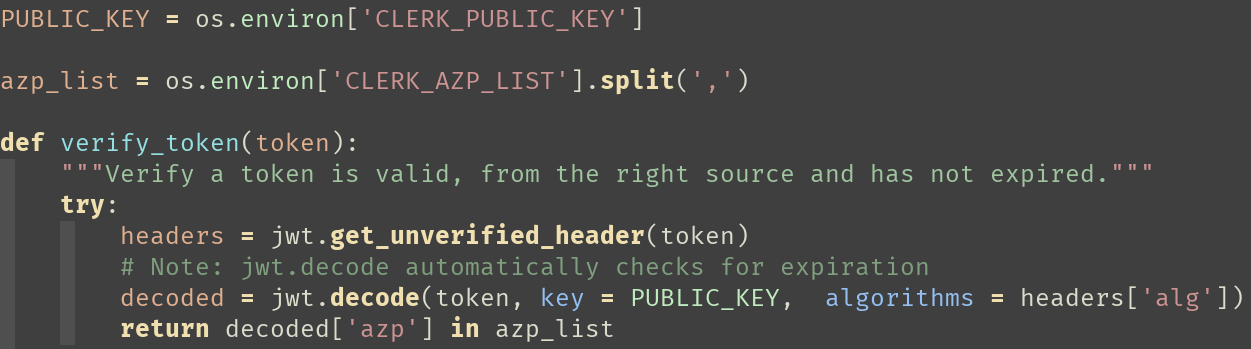 PUBLIC_KEY = os.environ['CLERK_PUBLIC_KEY']

azp_list = os.environ['CLERK_AZP_LIST'].split(',')

def verify_token(token):
    """Verify a token is valid, from the right source and has not expired."""
    try:
        headers = jwt.get_unverified_header(token)
        # Note: jwt.decode automatically checks for expiration
        decoded = jwt.decode(token, key = PUBLIC_KEY,  algorithms = headers['alg'])
        return decoded['azp'] in azp_list